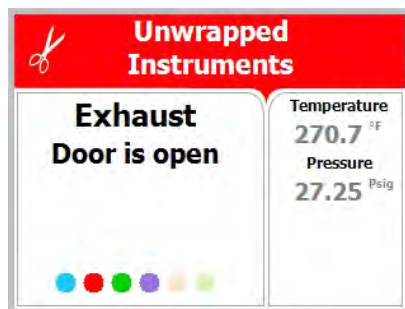 Unwrapped
Instruments
Exhaust
Door is open
Temperature
270.7 °F
Pressure
27.25 Psig